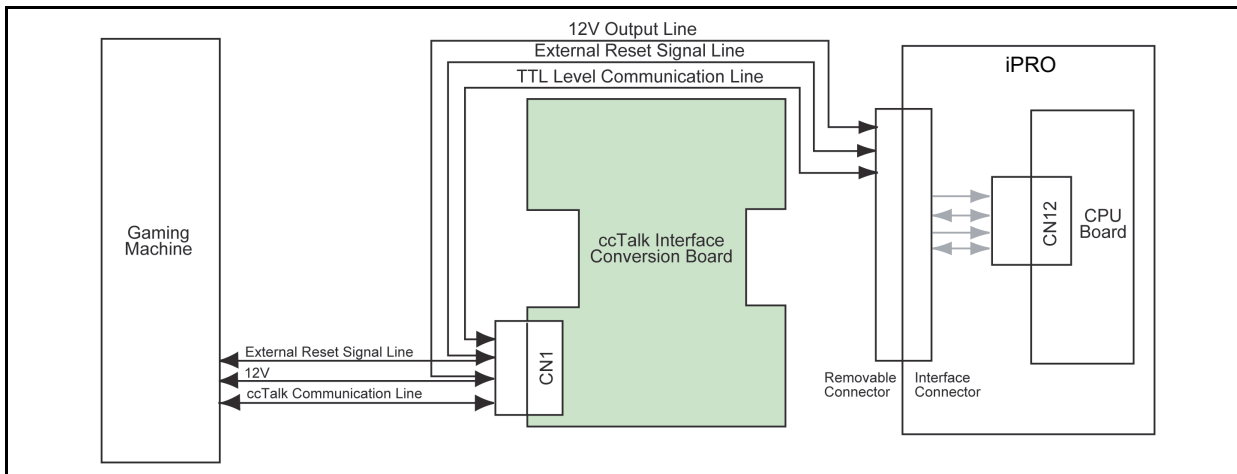 12V Output Line
External Reset Signal Line
TTL Level Communication Line
iPRO
Gaming
Machine
ccTalk Interface
Conversion Board
CN12
CPU
Board
CN1
External Reset Signal Line
12V
ccTalk Communication Line
Removable
Connector
Interface
Connector